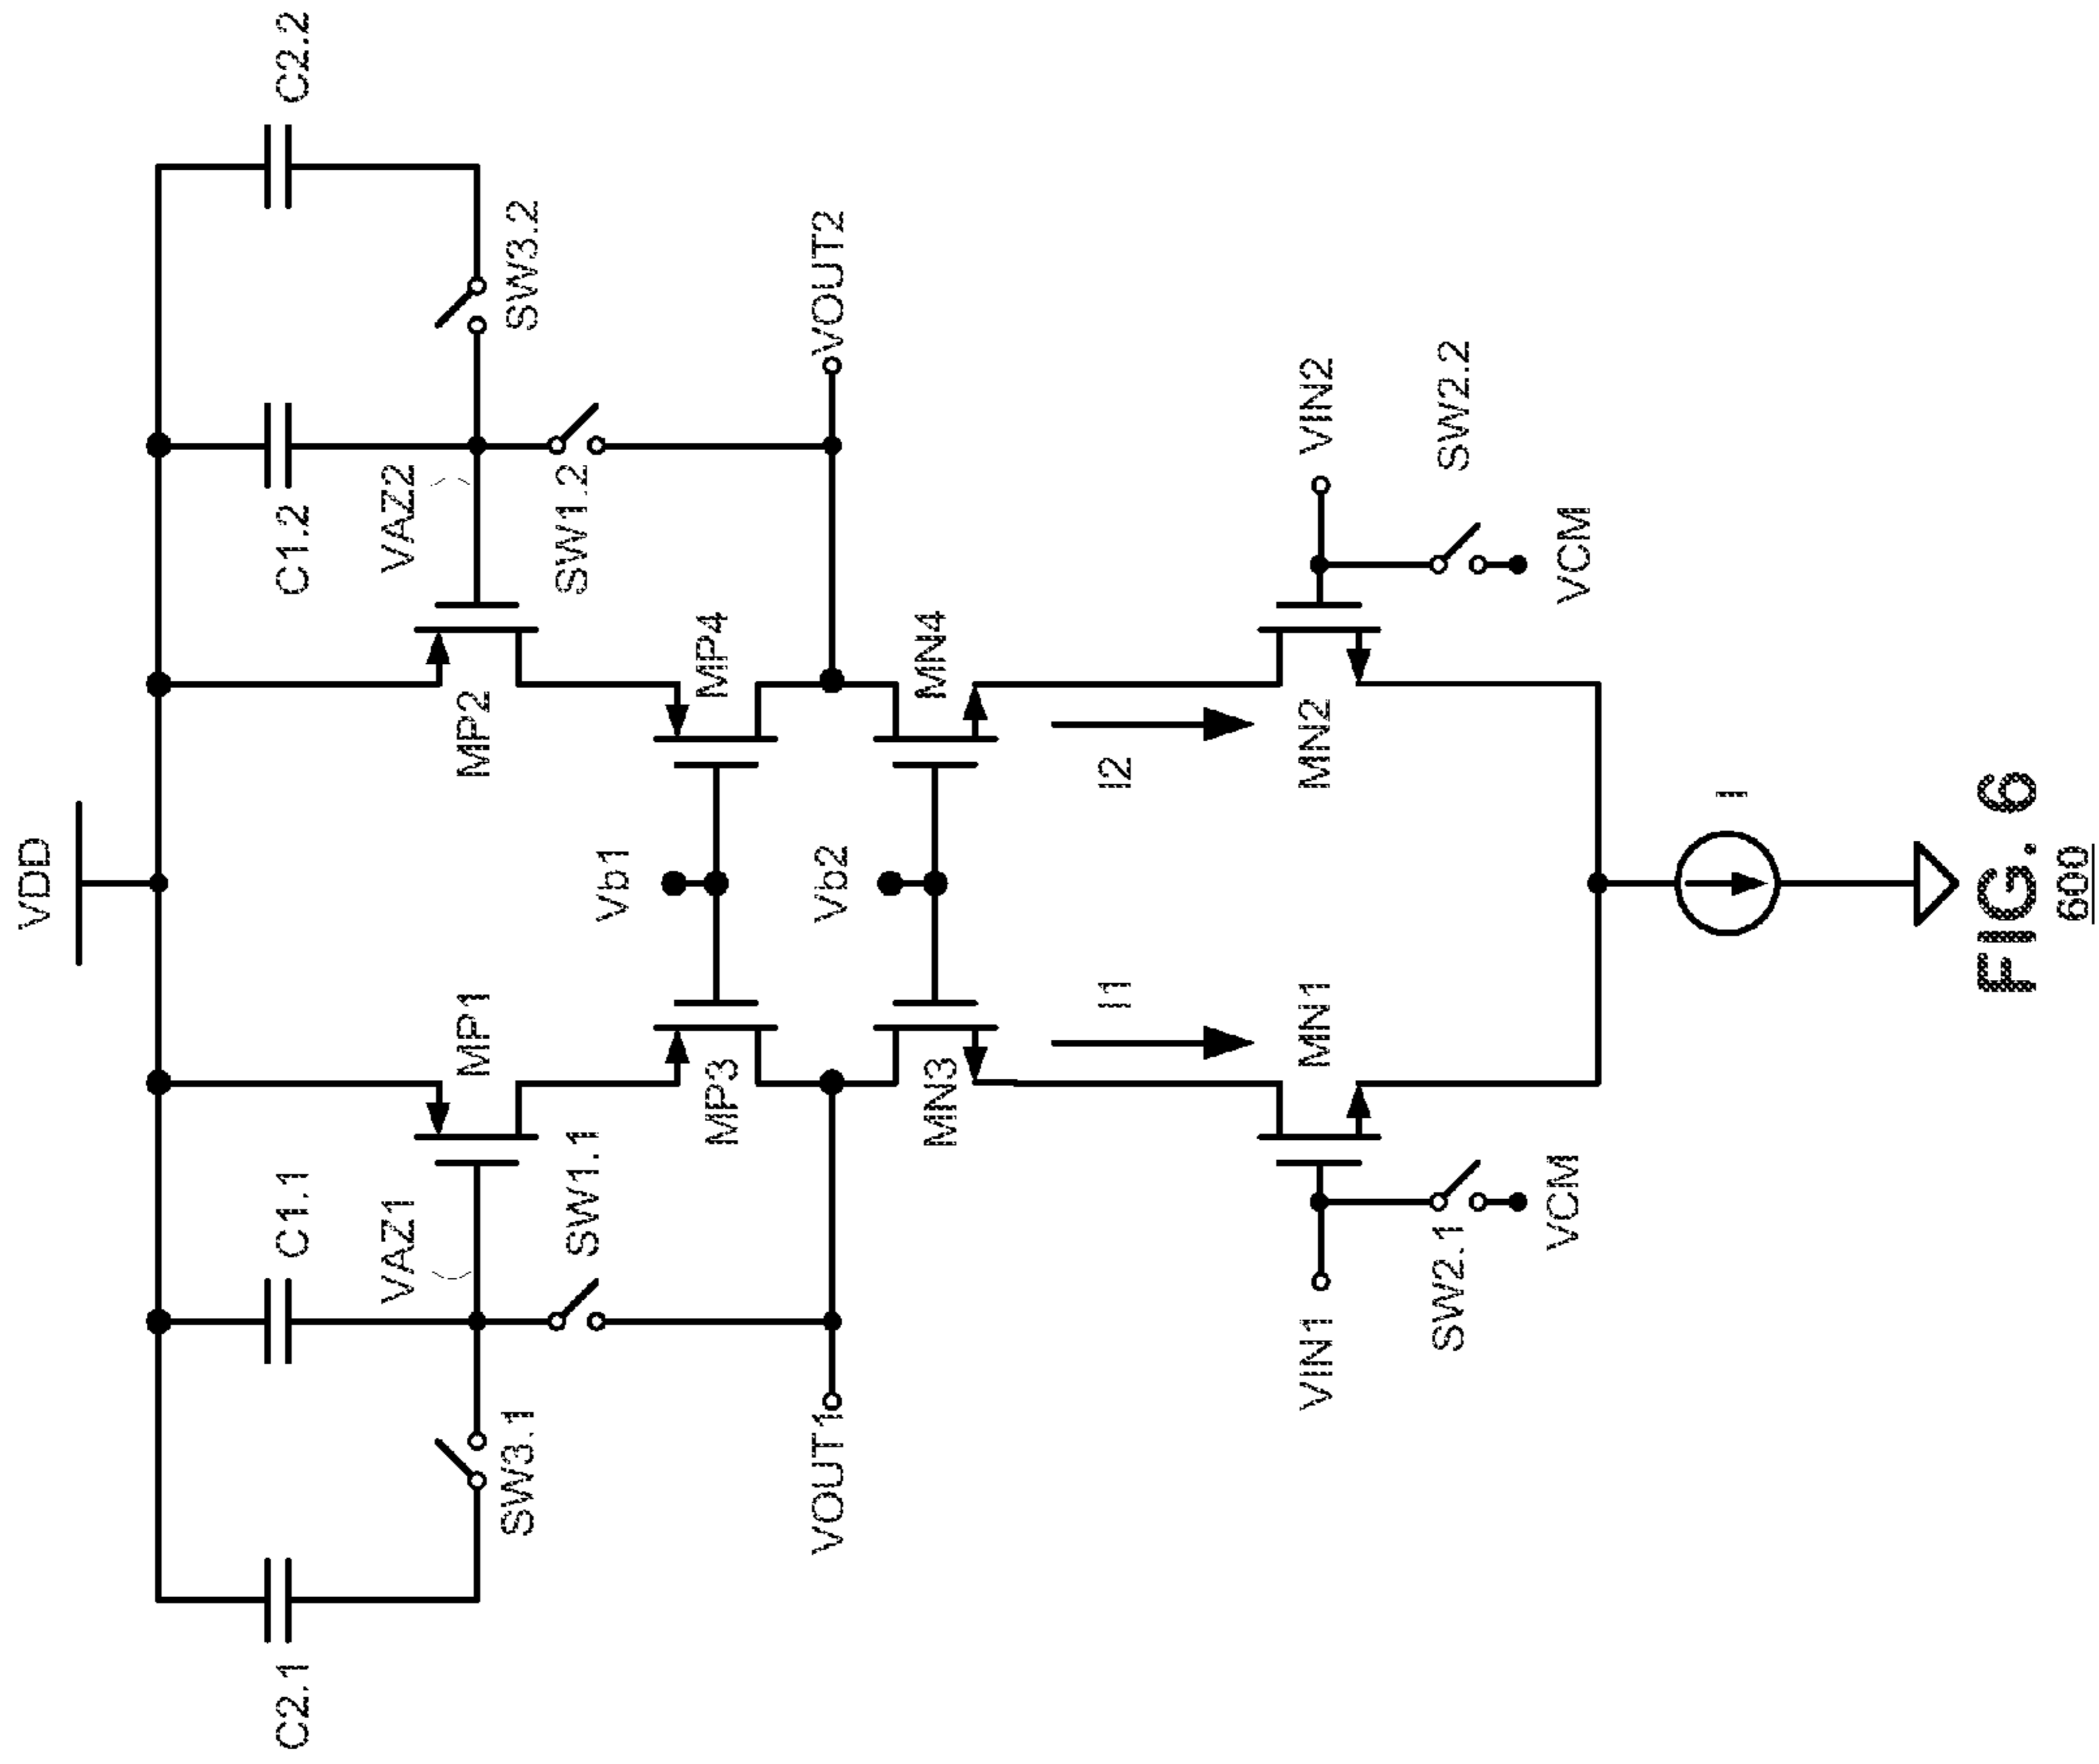 VDD
C2.1
C1.1
C1.2
C2.2
VAZ1
VAZ2
MP1
MP2
SW3.1
SW1.1
SW1.2
SW3.2
Vb1
MP3
MP4
VOUT1
Vb2
VOUT2
MN3
MN4
I1
I2
VIN1
MN1
MN2
VIN2
SW2.1
SW2.2
VCM
VCM
I
FIG. 6
600